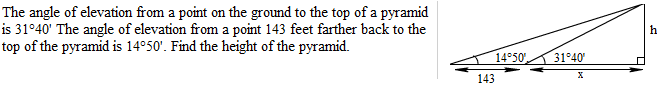 The angle of elevation from a point on the ground to the top of a pyramid
is 31°40' The angle of elevation from a point 143 feet farther back to the
top of the pyramid is 14°50'. Find the height of the pyramid.
h
14°50' 31°40'
143 x